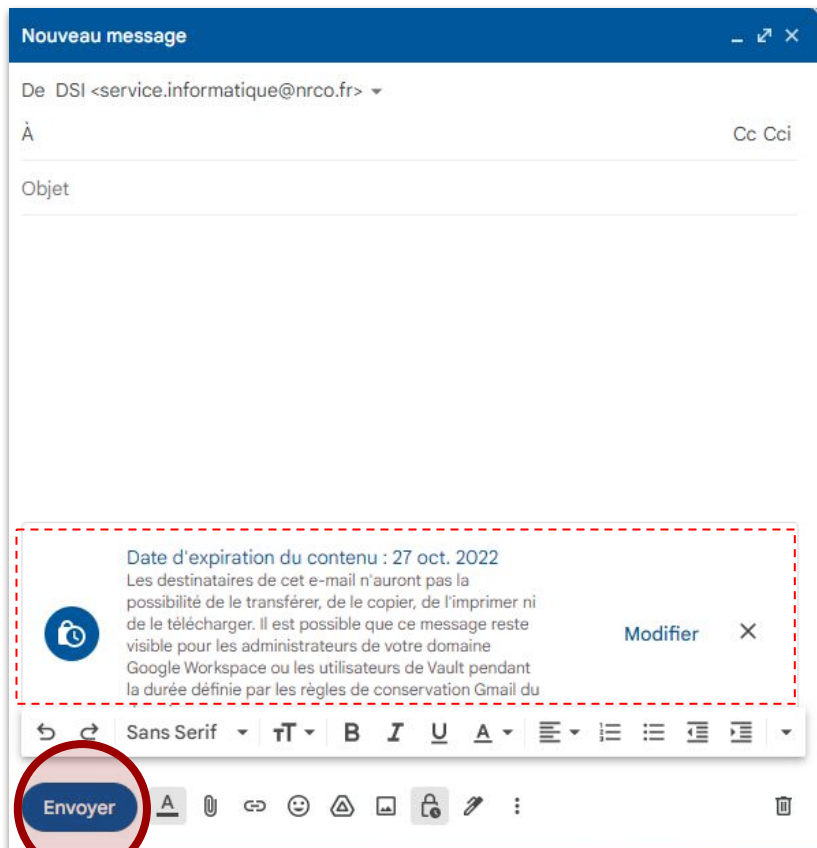 Nouveau message
De DSI <service.informatique@nrco.fr>
À Cc Cci
Objet
Date d'expiration du contenu : 27 oct. 2022
Les destinataires de cet e-mail n'auront pas la
possibilité de le transférer, de le copier, de l'imprimer ni
de le télécharger. Il est possible que ce message reste
visible pour les administrateurs de votre domaine
Google Workspace ou les utilisateurs de Vault pendant
la durée définie par les règles de conservation Gmail du
Modifier
Sans Serif TT B I U A
Envoyer A